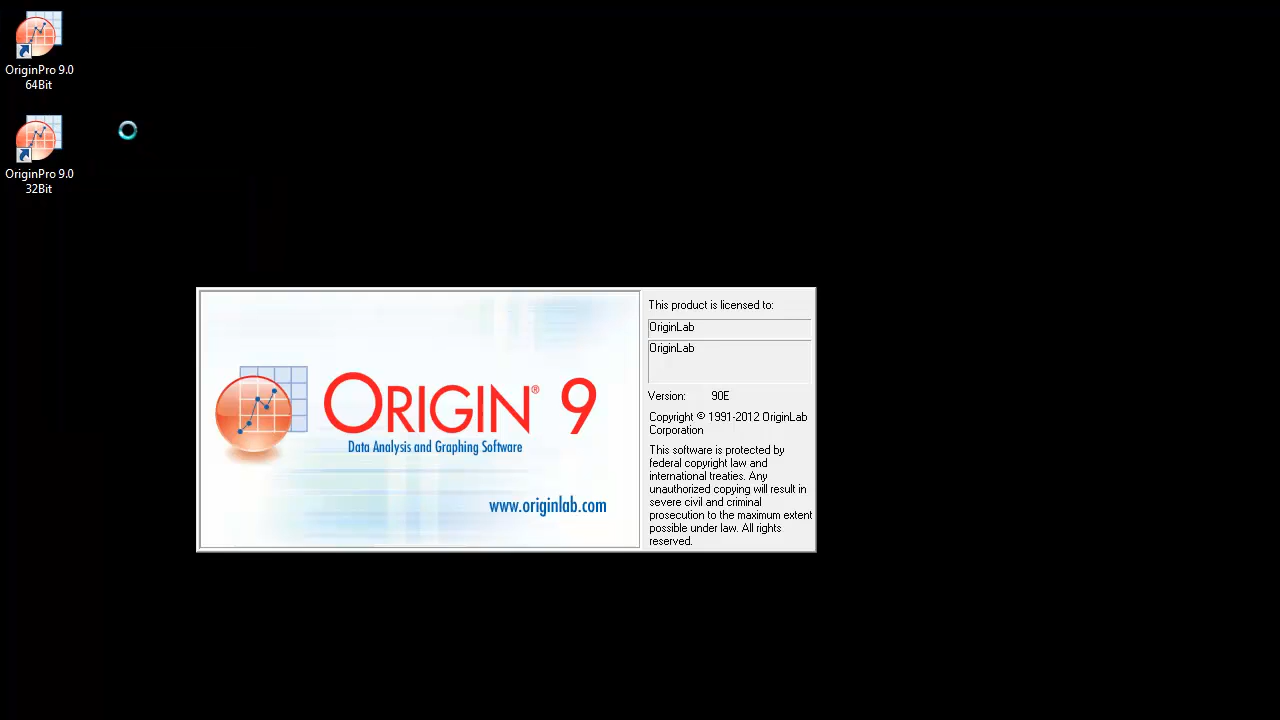 OriginPro 9.0
64Bit
OriginPro 9.0
32Bit
ORIGIN® 9
Data Analysis and Graphing Software
www.originlab.com
This product is licensed to:
OriginLab
OriginLab
Version: 90E
Copyright © 1991-2012 OriginLab
Corporation
This software is protected by
federal copyright law and
international treaties. Any
unauthorized copying will result in
severe civil and criminal
prosecution to the maximum extent
possible under law. All rights
reserved.